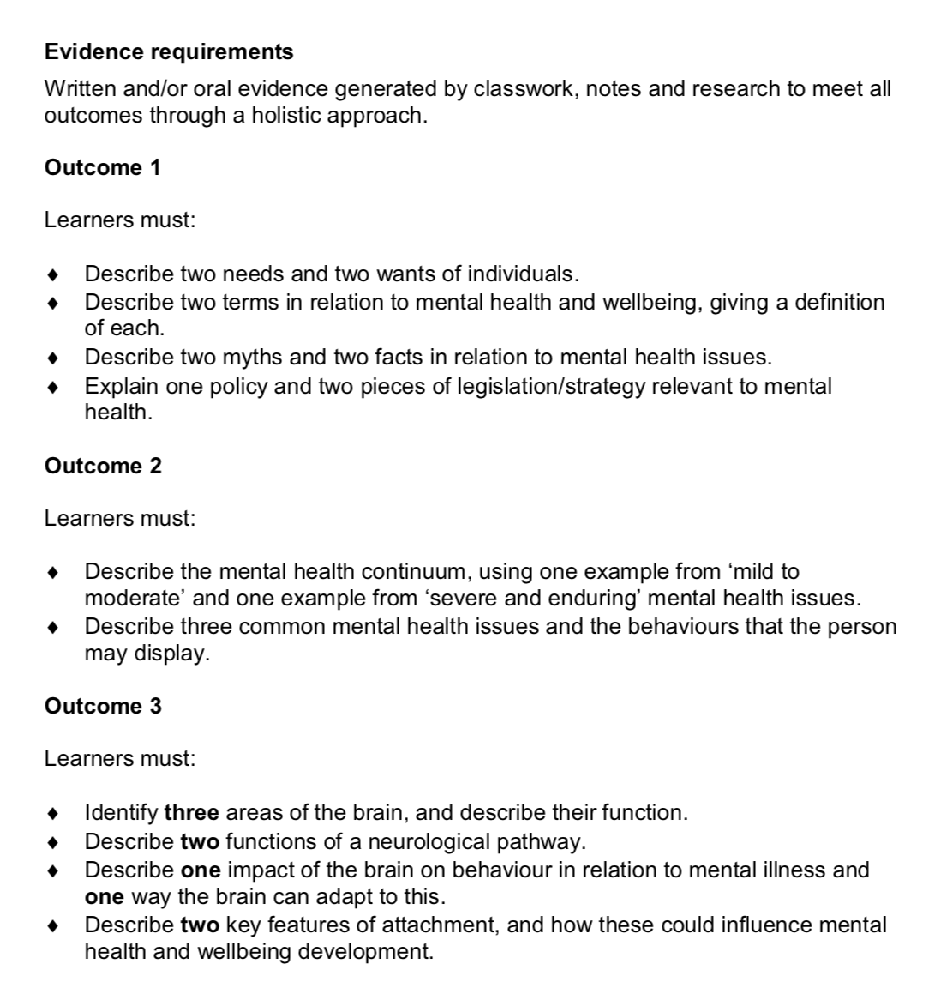 Evidence requirements
Written and/or oral evidence generated by classwork, notes and research to meet all
outcomes through a holistic approach.
Outcome 1
Learners must:
♦ Describe two needs and two wants of individuals.
♦ Describe two terms in relation to mental health and wellbeing, giving a definition
of each.
♦ Describe two myths and two facts in relation to mental health issues.
♦ Explain one policy and two pieces of legislation/strategy relevant to mental
health.
Outcome 2
Learners must:
♦ Describe the mental health continuum, using one example from ‘mild to
moderate’ and one example from ‘severe and enduring’ mental health issues.
♦ Describe three common mental health issues and the behaviours that the person
may display.
Outcome 3
Learners must:
♦ Identify three areas of the brain, and describe their function.
♦ Describe two functions of a neurological pathway.
♦ Describe one impact of the brain on behaviour in relation to mental illness and
one way the brain can adapt to this.
♦ Describe two key features of attachment, and how these could influence mental
health and wellbeing development.